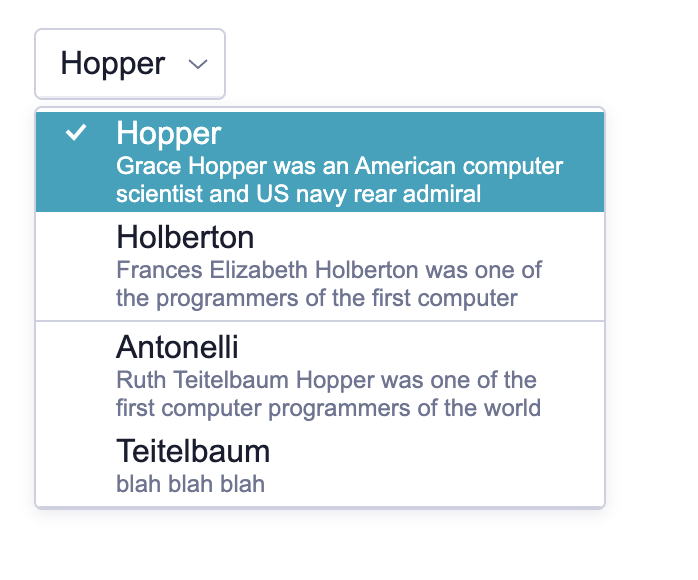 Hopper
Hopper
Grace Hopper was an American computer
scientist and US navy rear admiral
Holberton
Frances Elizabeth Holberton was one of
the programmers of the first computer
Antonelli
Ruth Teitelbaum Hopper was one of the
first computer programmers of the world
Teitelbaum
blah blah blah